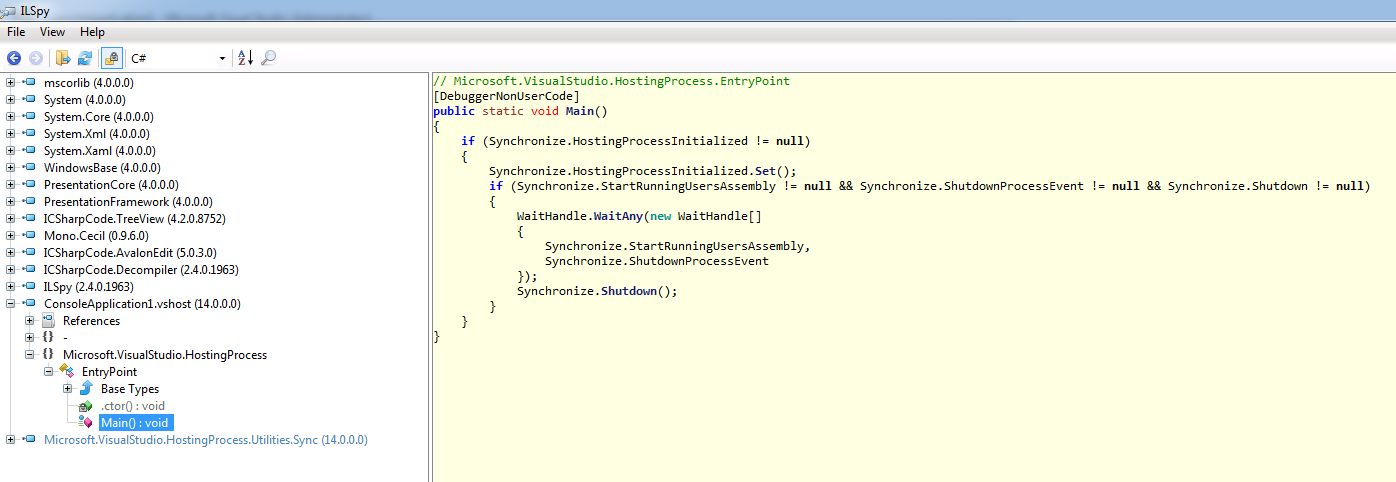 ILSpy
File View Help
C#
mscorlib (4.0.0.0)
System (4.0.0.0)
System.Core (4.0.0.0)
System.Xml (4.0.0.0)
System.Xaml (4.0.0.0)
WindowsBase (4.0.0.0)
PresentationCore (4.0.0.0)
PresentationFramework (4.0.0.0)
ICSharpCode.TreeView (4.2.0.8752)
Mono.Cecil (0.9.6.0)
ICSharpCode.AvalonEdit (5.0.3.0)
ICSharpCode.Decompiler (2.4.0.1963)
ILSpy (2.4.0.1963)
ConsoleApplication1.vshost (14.0.0.0)
References
{} -
{} Microsoft.VisualStudio.HostingProcess
EntryPoint
Base Types
.ctor() : void
Main() : void
Microsoft.VisualStudio.HostingProcess.Utilities.Sync (14.0.0.0)
// Microsoft.VisualStudio.HostingProcess.EntryPoint
[DebuggerNonUserCode]
public static void Main()
{
    if (Synchronize.HostingProcessInitialized != null)
    {
        Synchronize.HostingProcessInitialized.Set();
        if (Synchronize.StartRunningUsersAssembly != null && Synchronize.ShutdownProcessEvent != null && Synchronize.Shutdown != null)
        {
            WaitHandle.WaitAny(new WaitHandle[]
            {
                Synchronize.StartRunningUsersAssembly,
                Synchronize.ShutdownProcessEvent
            });
            Synchronize.Shutdown();
        }
    }
}